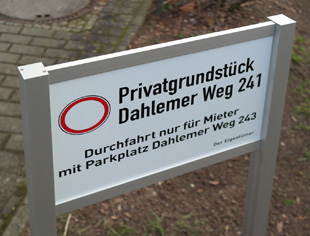 Privatgrundstück
Dahlemer Weg 241
Durchfahrt nur für Mieter
mit Parkplatz Dahlemer Weg 243
Der Eigentümer